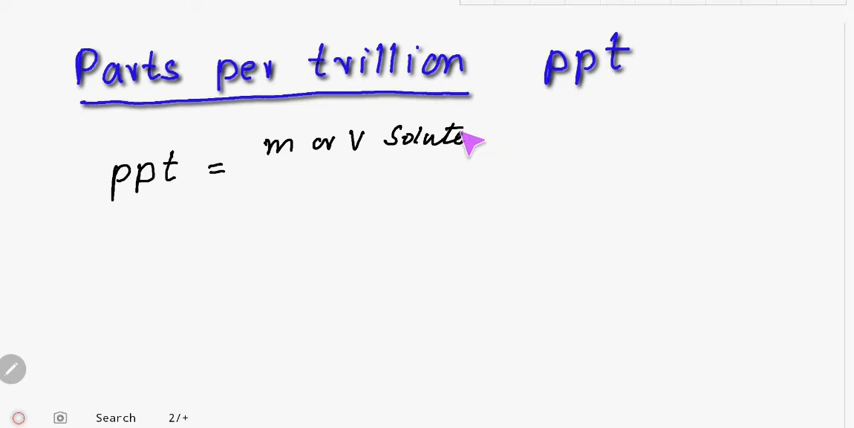 Parts per trillion ppt
m or V Solute
ppt =
Search 2/+